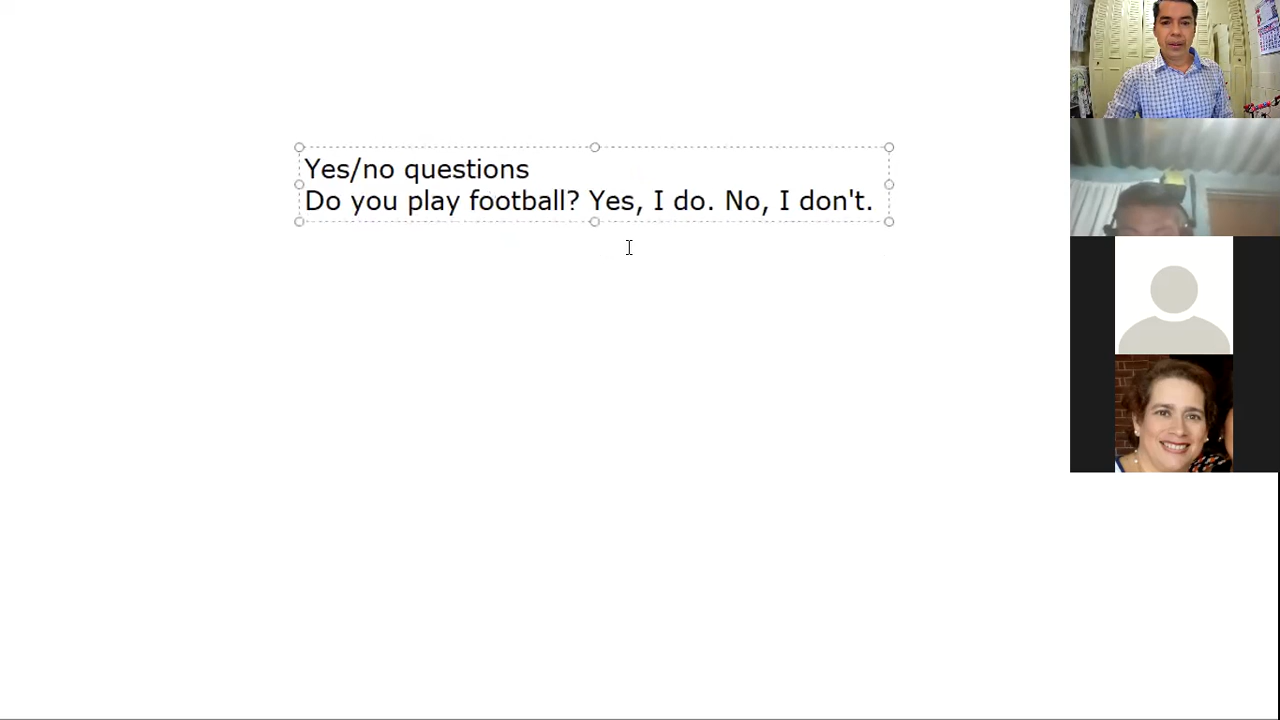 Yes/no questions
Do you play football? Yes, I do. No, I don't.